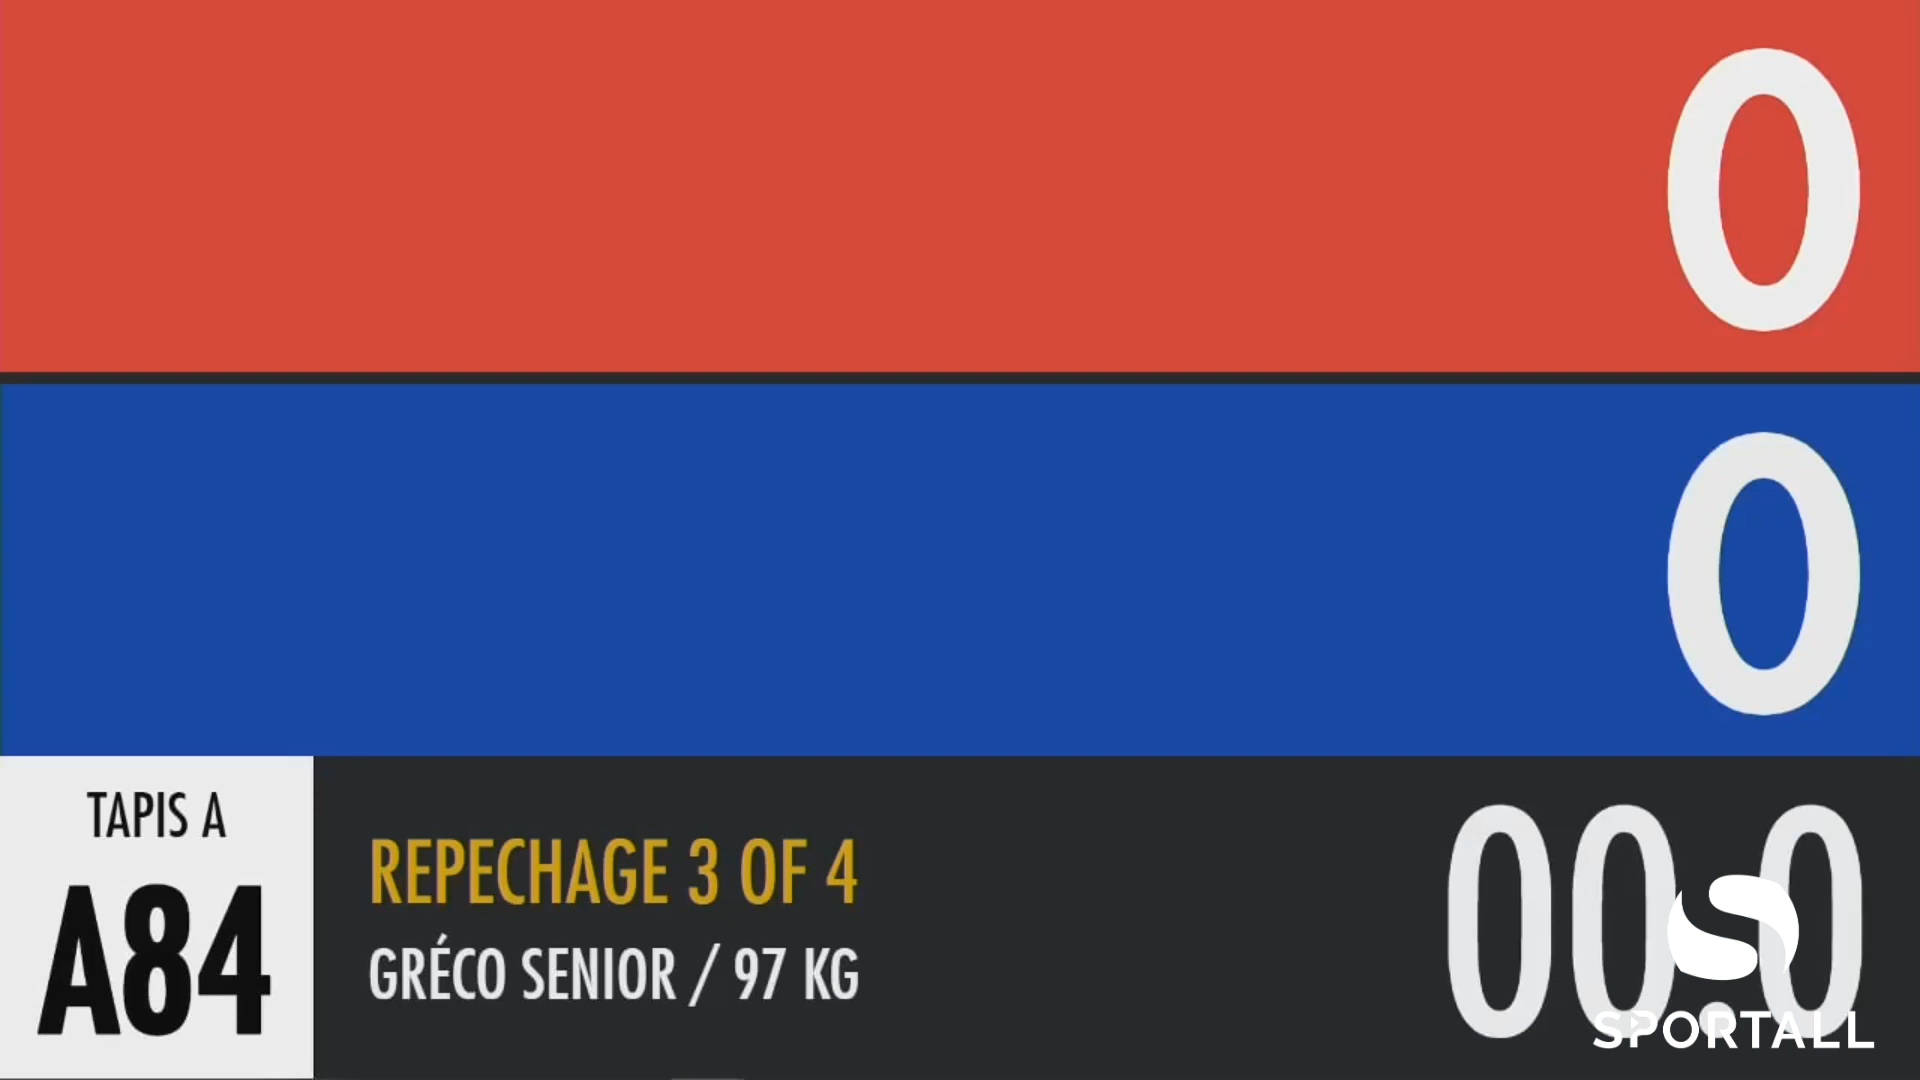 0
0
TAPIS A
A84
REPECHAGE 3 OF 4
GRÉCO SENIOR / 97 KG
00.0
SPORTALL